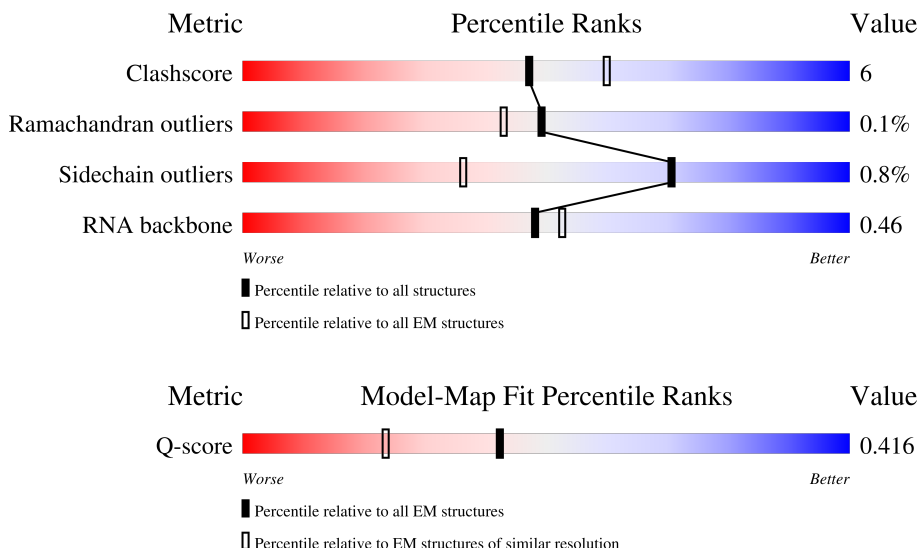 Metric Percentile Ranks Value
Clashscore 6
Ramachandran outliers 0.1%
Sidechain outliers 0.8%
RNA backbone 0.46
Worse Better
Percentile relative to all structures
Percentile relative to all EM structures
Metric Model-Map Fit Percentile Ranks Value
Q-score 0.416
Worse Better
Percentile relative to all EM structures
Percentile relative to EM structures of similar resolution